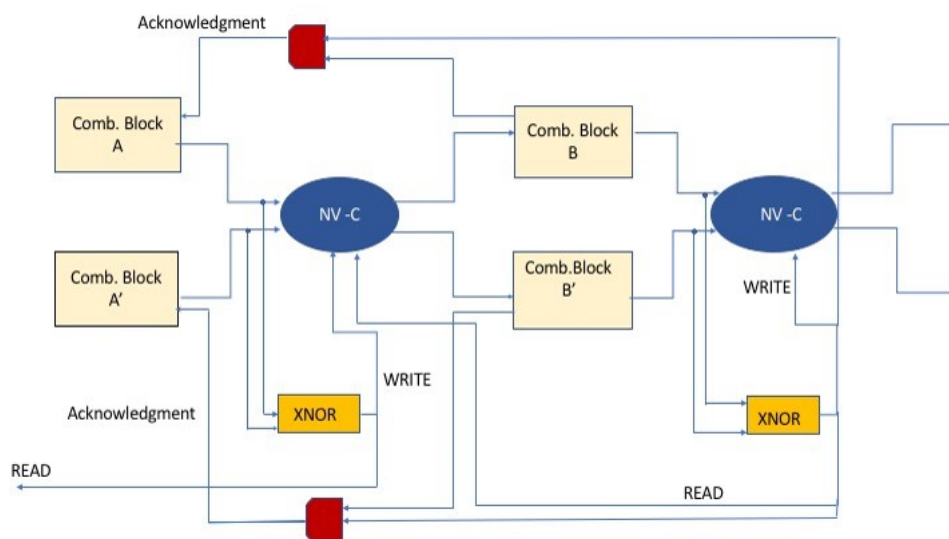 Acknowledgment
Comb. Block
A
Comb. Block
B
NV -C
NV -C
Comb. Block
A’
Comb.Block
B’
WRITE
WRITE
Acknowledgment
XNOR
XNOR
READ
READ